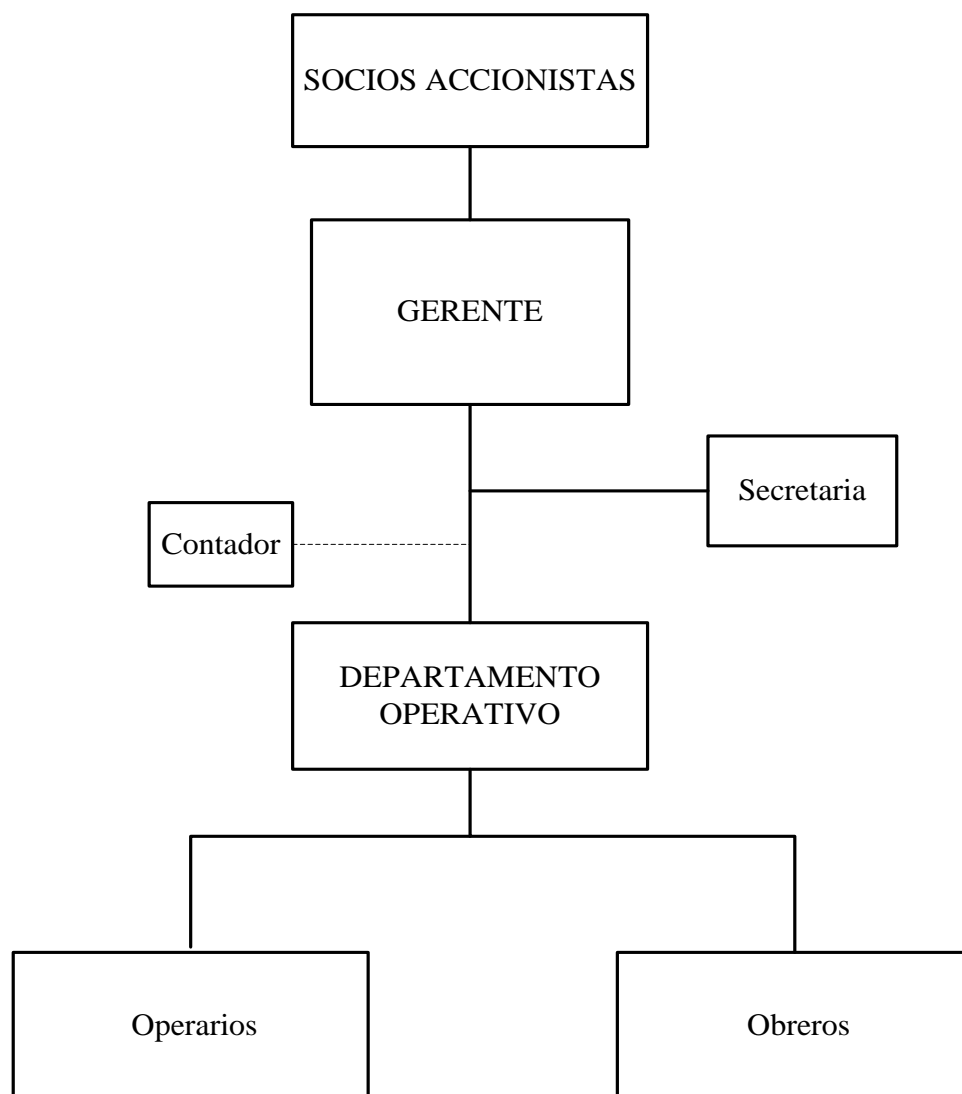 SOCIOS ACCIONISTAS
GERENTE
Secretaria
Contador
DEPARTAMENTO
OPERATIVO
Operarios
Obreros